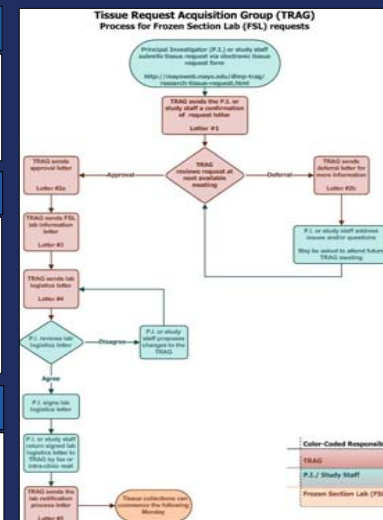 Tissue Request Acquisition Group (TRAG)
Process for Frozen Section Lab (FSL) requests
Principal Investigator (P.I.) or study staff
submits tissue request via electronic tissue
request form
research-tissue-request.html
TRAG sends the P.I. or
study staff a confirmation
of request letter
Letter #1
TRAG
reviews request at
next available
meeting
Approval
Deferral
TRAG sends
approval letter
Letter #2a
TRAG sends
deferral letter for
more information
Letter #2b
TRAG sends FSL
lab information
letter
Letter #3
P.I. or study staff address
issues and/or questions
May be asked to attend future
TRAG meeting
TRAG sends lab
logistics letter
Letter #4
P.I. reviews lab
logistics letter
Disagree
P.I. or study
staff proposes
changes to the
TRAG
Agree
P.I. signs lab
logistics letter
P.I. or study staff
return signed lab
logistics letter to
TRAG by fax or
intra-clinic mail
TRAG sends the
lab notification
process letter
Letter #5
Tissue collections can
commence the following
Monday
Color-Coded
TRAG
P.I./ Study Staff
Frozen Section Lab